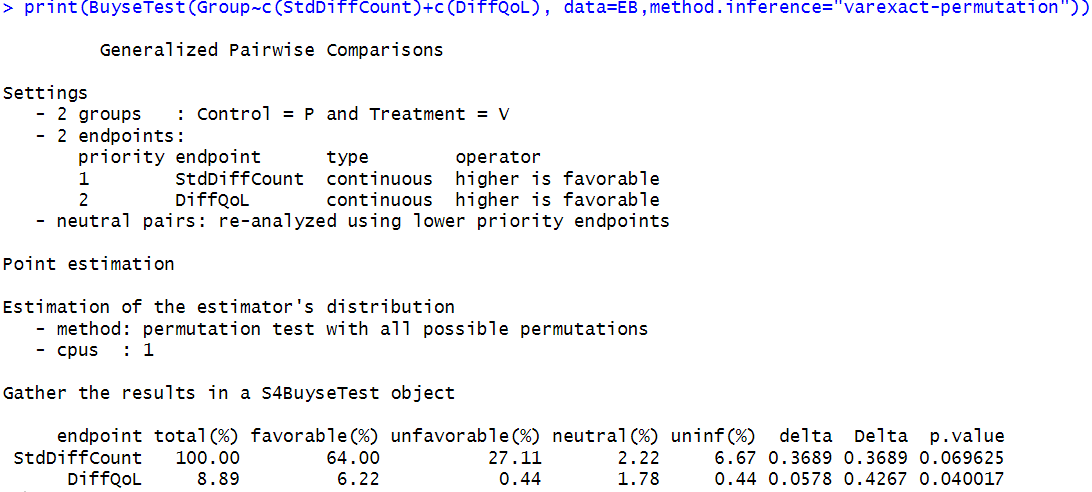 > print(BuyseTest(Group~c(StdDiffCount)+c(DiffQoL), data=EB,method.inference="varexact-permutation"))
Generalized Pairwise Comparisons
Settings
- 2 groups : Control = P and Treatment = V
- 2 endpoints:
priority endpoint type operator
1 StdDiffCount continuous higher is favorable
2 DiffQoL continuous higher is favorable
- neutral pairs: re-analyzed using lower priority endpoints
Point estimation
Estimation of the estimator's distribution
- method: permutation test with all possible permutations
- cpus : 1
Gather the results in a S4BuyseTest object
endpoint total(%) favorable(%) unfavorable(%) neutral(%) uninf(%) delta Delta p.value
StdDiffCount 100.00 64.00 27.11 2.22 6.67 0.3689 0.3689 0.069625
DiffQoL 8.89 6.22 0.44 1.78 0.44 0.0578 0.4267 0.040017